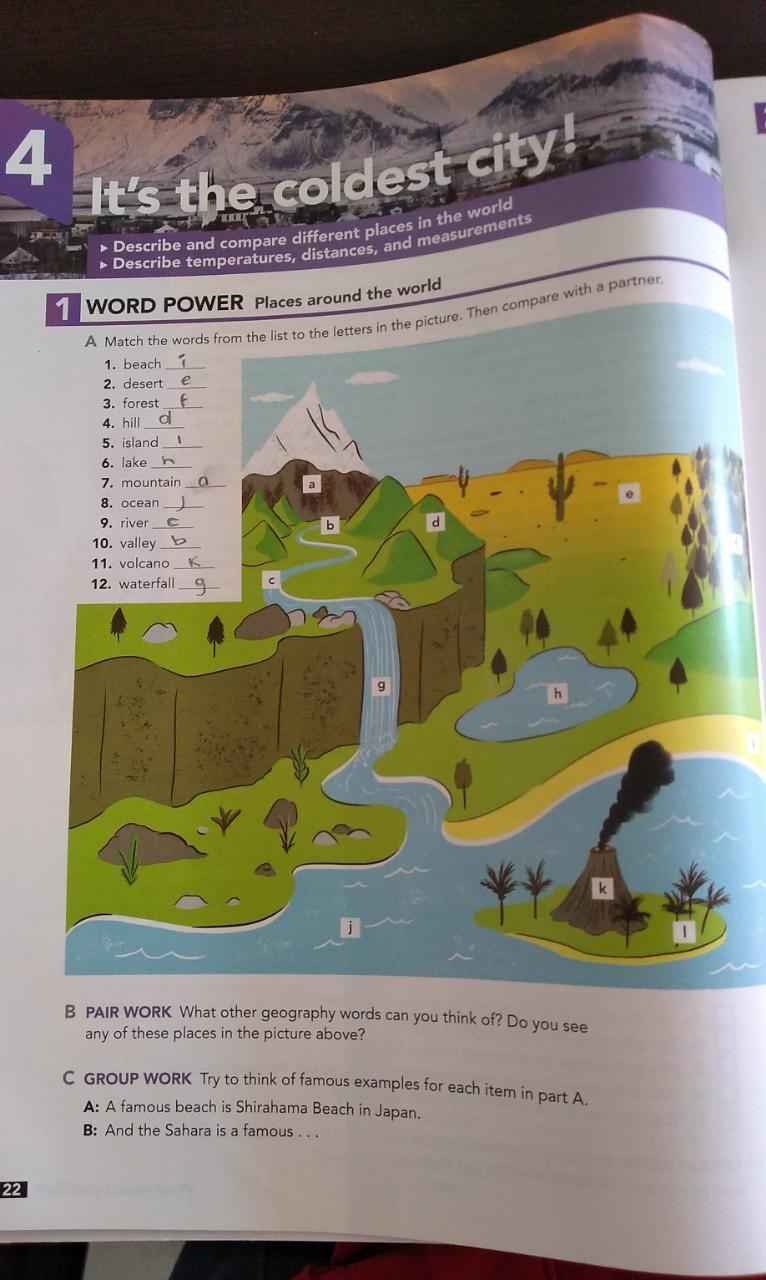 4
It's the coldest city!
▸ Describe and compare different places in the world
▸ Describe temperatures, distances, and measurements
1 WORD POWER Places around the world
A Match the words from the list to the letters in the picture. Then compare with a partner.
1. beach i
2. desert e
3. forest f
4. hill d
5. island l
6. lake h
7. mountain a
8. ocean j
9. river c
10. valley b
11. volcano k
12. waterfall g
a
b
c
d
e
f
g
h
i
j
k
l
B PAIR WORK What other geography words can you think of? Do you see
any of these places in the picture above?
C GROUP WORK Try to think of famous examples for each item in part A.
A: A famous beach is Shirahama Beach in Japan.
B: And the Sahara is a famous . . .
22